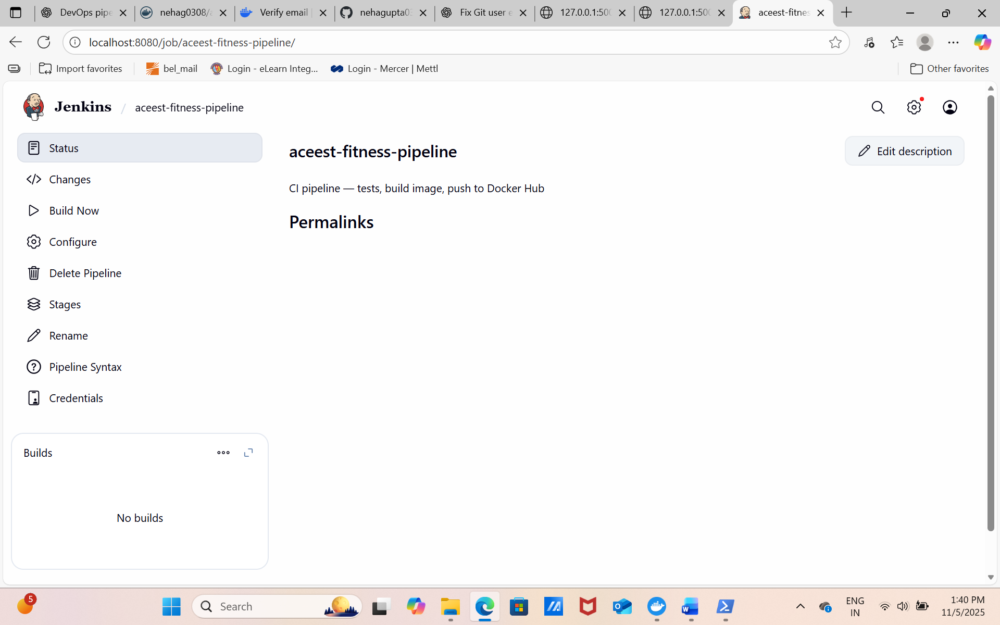 DevOps pipe
nehag0308/a
Verify email
nehagupta03
Fix Git user e
127.0.0.1:500
127.0.0.1:500
aceest-fitnes
localhost:8080/job/aceest-fitness-pipeline/
Import favorites
bel_mail
Login - eLearn Integ...
Login - Mercer | Mettl
Other favorites
Jenkins / aceest-fitness-pipeline
Status
Changes
Build Now
Configure
Delete Pipeline
Stages
Rename
Pipeline Syntax
Credentials
Builds
No builds
aceest-fitness-pipeline
Edit description
CI pipeline — tests, build image, push to Docker Hub
Permalinks
5
Search
ENG
IN
1:40 PM
11/5/2025